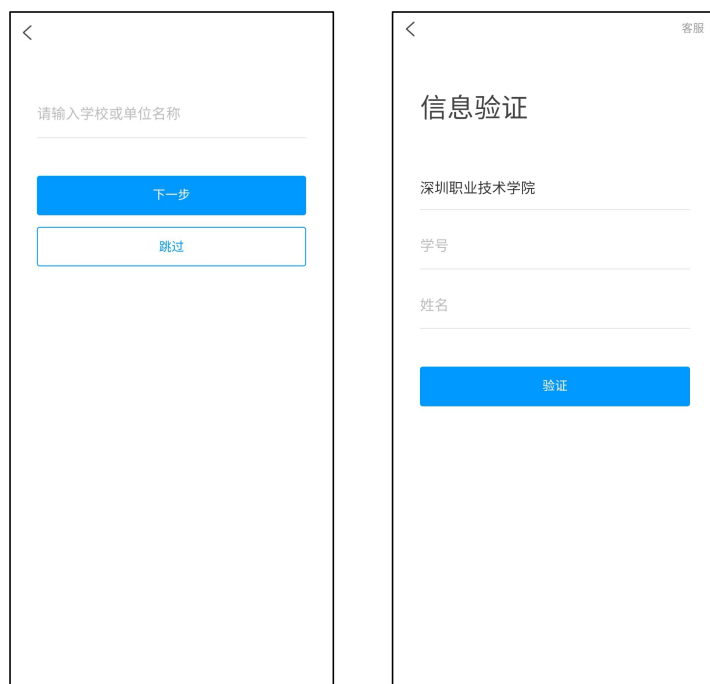 请输入学校或单位名称
下一步
跳过
客服
信息验证
深圳职业技术学院
学号
姓名
验证